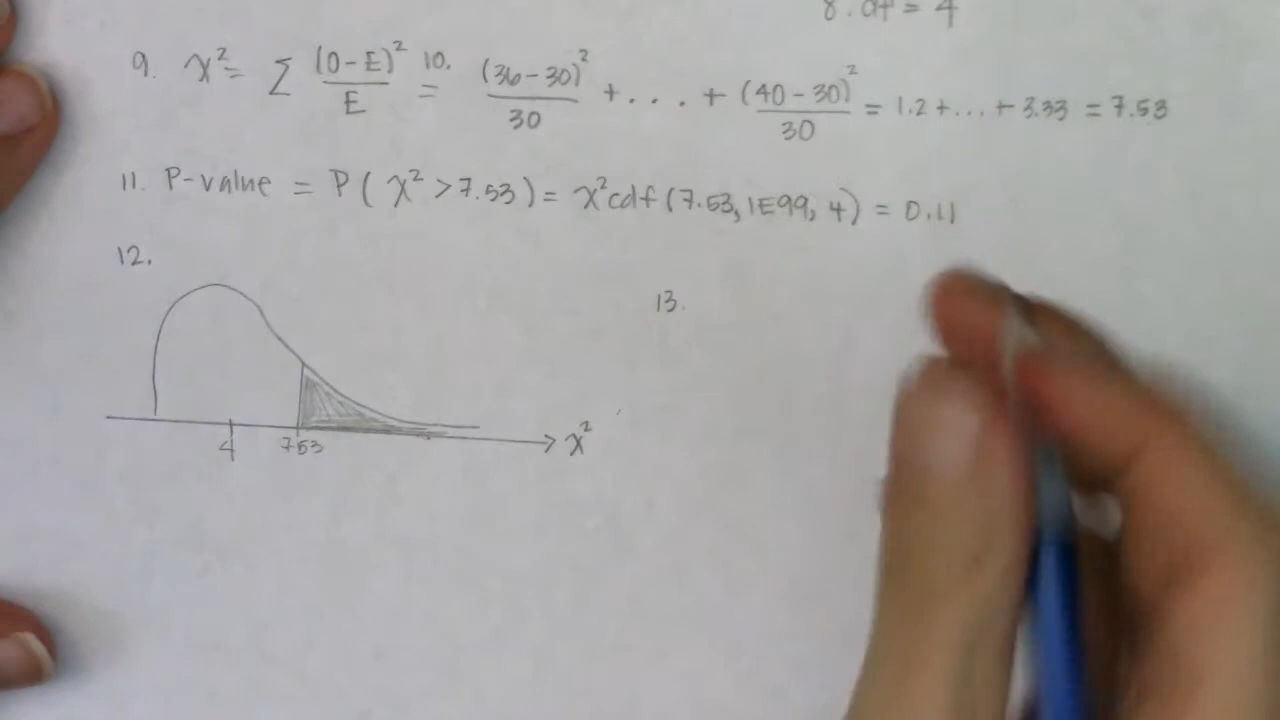 8. df = 4
9. χ² = Σ (O-E)²/E 10. = (36-30)²/30 + . . . + (40-30)²/30 = 1.2 + ... + 3.33 = 7.53
11. P-value = P( χ² > 7.53 ) = χ²cdf (7.53, 1E99, 4) = 0.11
12.
13.
4 7.53 χ²